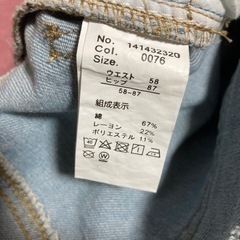 No. 141432320
Col. 0076
Size.
ウエスト 58
ヒップ 87
58-87
組成表示
綿 67%
レーヨン 22%
ポリエステル 11%